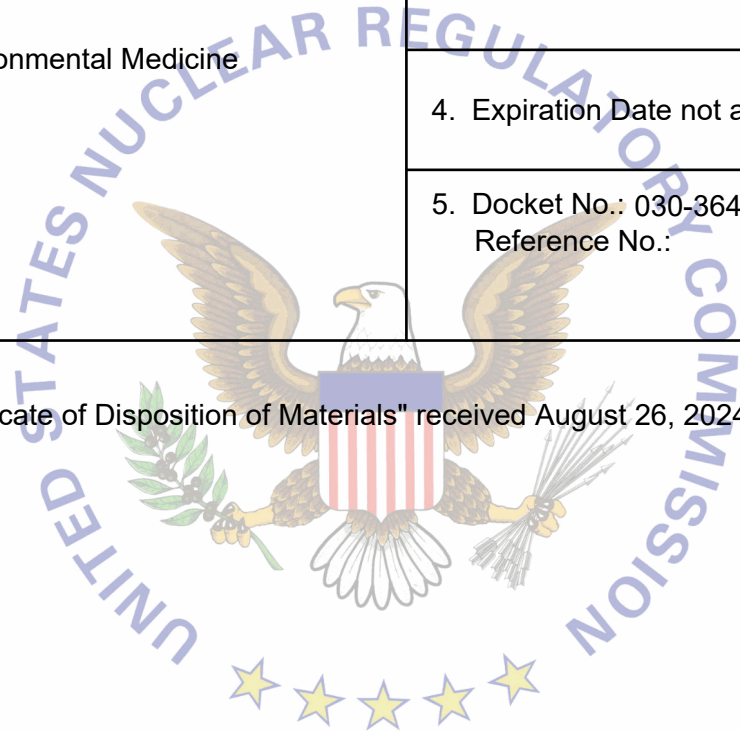 onmental Medicine
4. Expiration Date not a
5. Docket No.: 030-364
Reference No.:
cate of Disposition of Materials" received August 26, 2024
UNITED STATES NUCLEAR REGULATORY COMMISSION